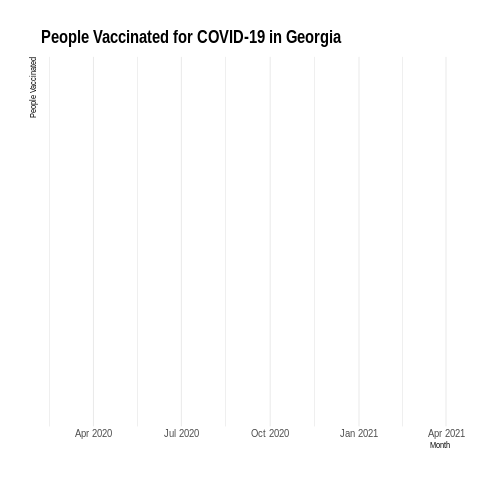 People Vaccinated for COVID-19 in Georgia
People Vaccinated
Apr 2020 Jul 2020 Oct 2020 Jan 2021 Apr 2021
Month